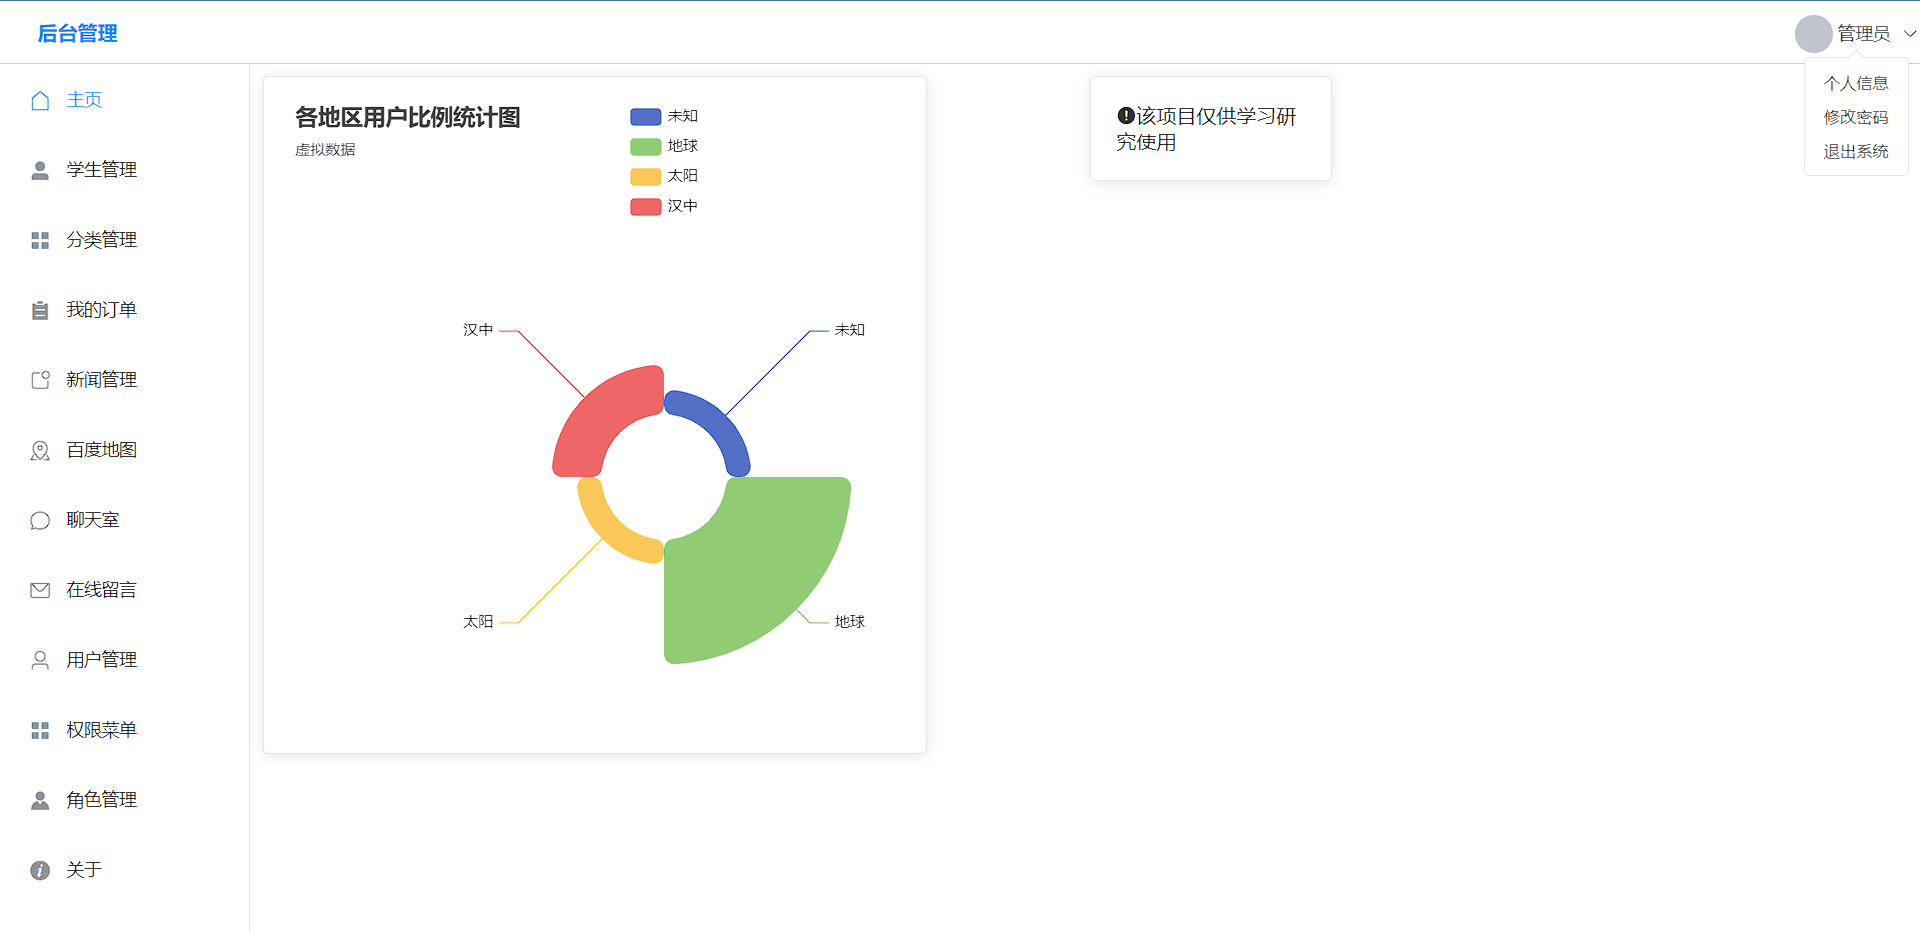 后台管理
管理员
个人信息
修改密码
退出系统
主页
学生管理
分类管理
我的订单
新闻管理
百度地图
聊天室
在线留言
用户管理
权限菜单
角色管理
关于
各地区用户比例统计图
虚拟数据
未知
地球
太阳
汉中
汉中
未知
太阳
地球
该项目仅供学习研
究使用